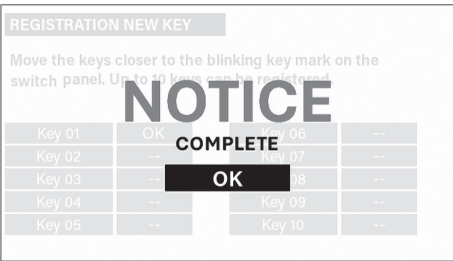 REGISTRATION NEW KEY
Move the keys closer to the blinking key mark on the
switch panel. Up to 10 keys can be registered.
NOTICE
COMPLETE
OK
Key 01 OK Key 06 --
Key 02 -- Key 07 --
Key 03 -- 08 --
Key 04 -- Key 09 --
Key 05 -- Key 10 --